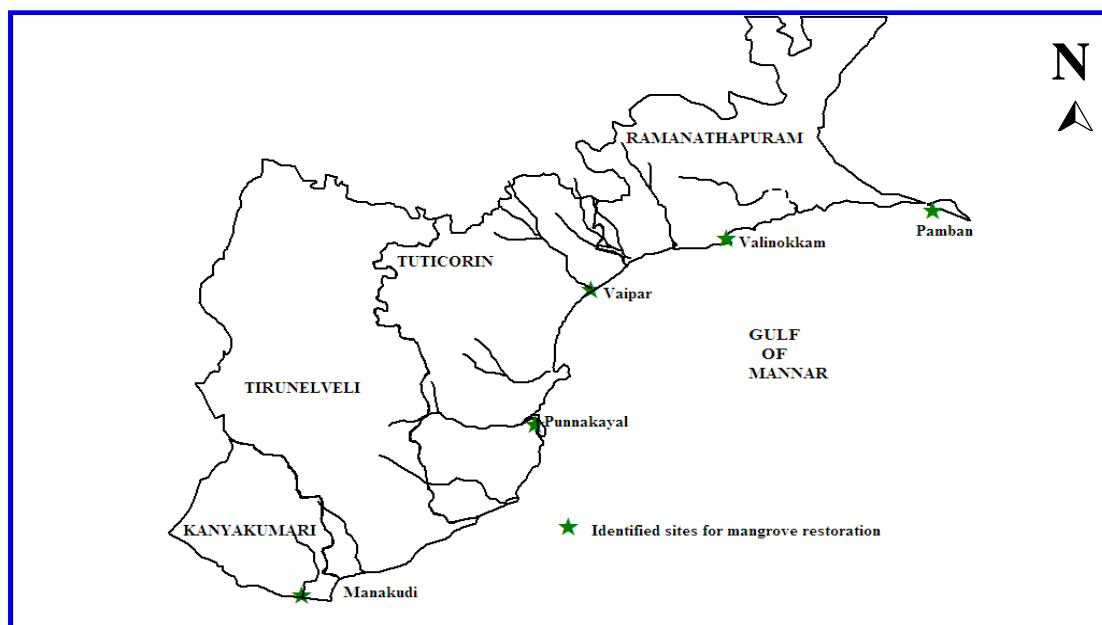 N
RAMANATHAPURAM
Pamban
Valinokkam
TUTICORIN
Vaipar
GULF
OF
MANNAR
TIRUNELVELI
Punnakayal
KANYAKUMARI
Identified sites for mangrove restoration
Manakudi